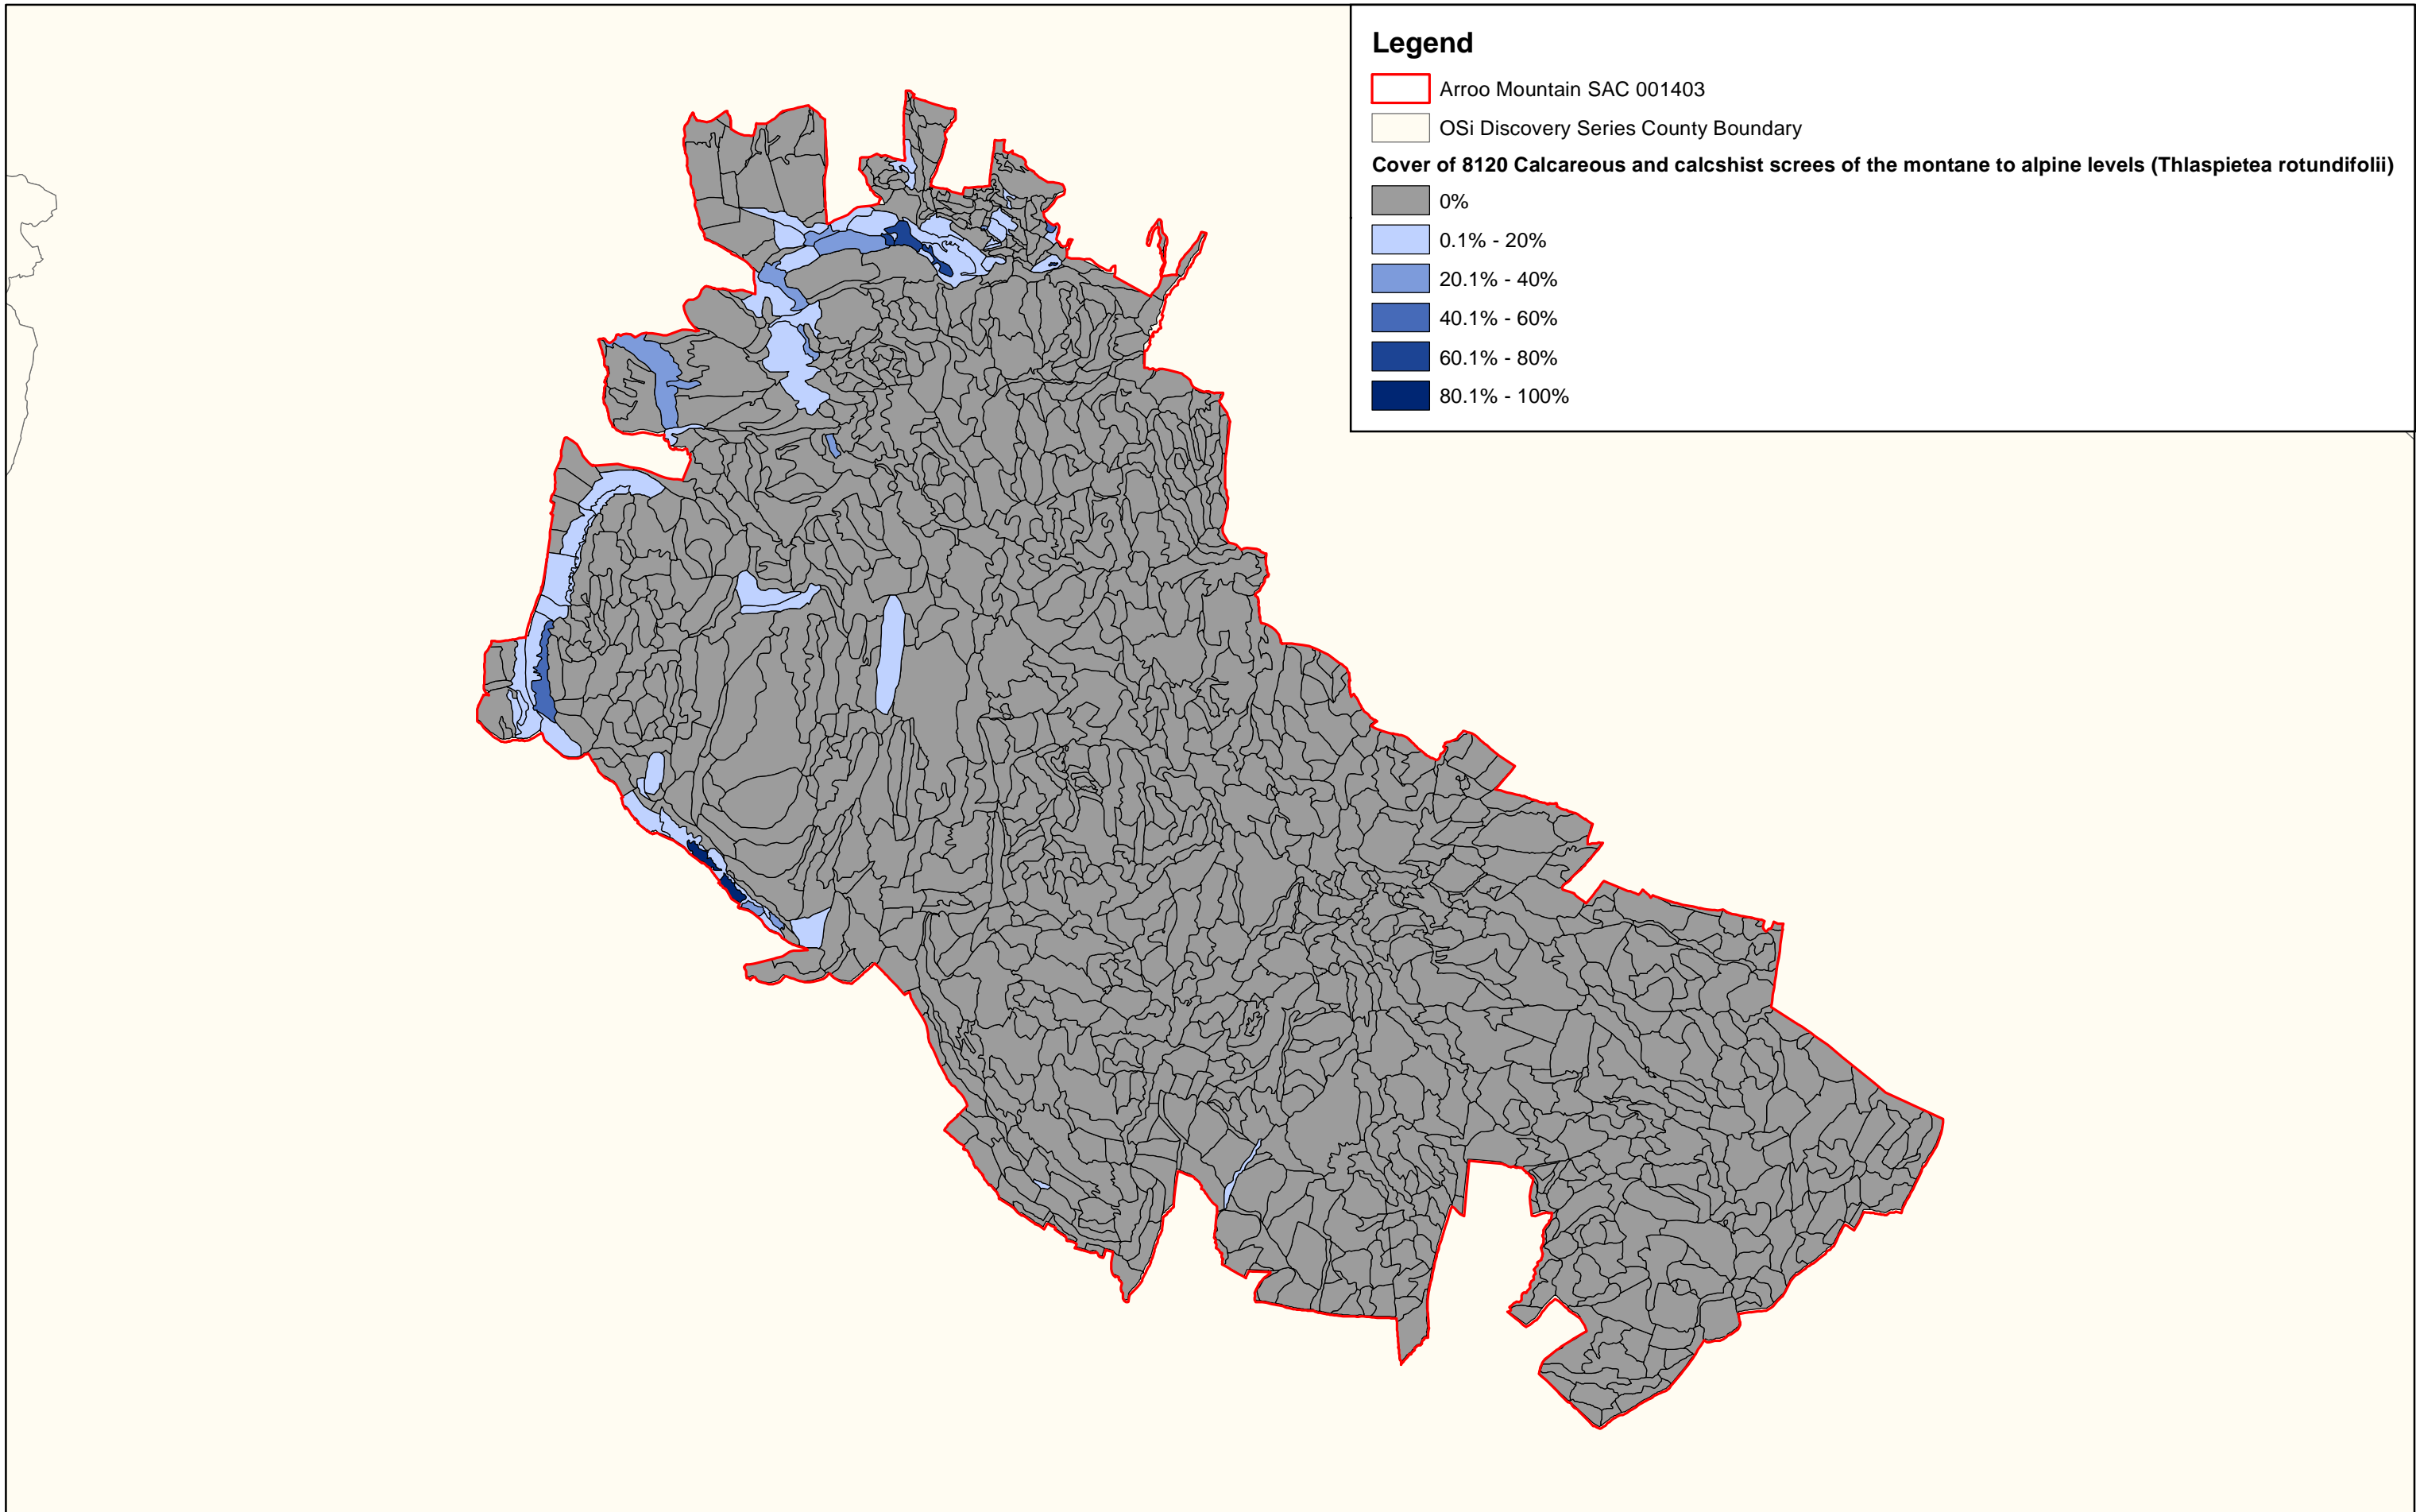 Legend
Arroo Mountain SAC 001403
OSi Discovery Series County Boundary
Cover of 8120 Calcareous and calcshist screes of the montane to alpine levels (Thlaspietea rotundifolii)
0%
0.1% - 20%
20.1% - 40%
40.1% - 60%
60.1% - 80%
80.1% - 100%